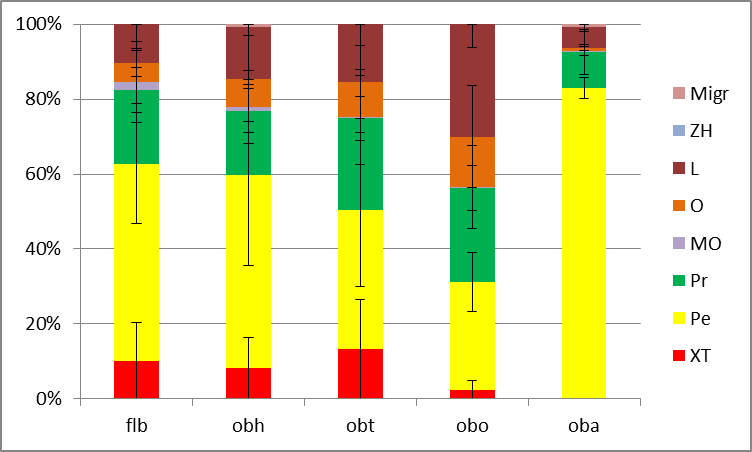 100%
80%
60%
40%
20%
0%
flb
obh
obt
obo
oba
Migr
ZH
L
O
MO
Pr
Pe
XT